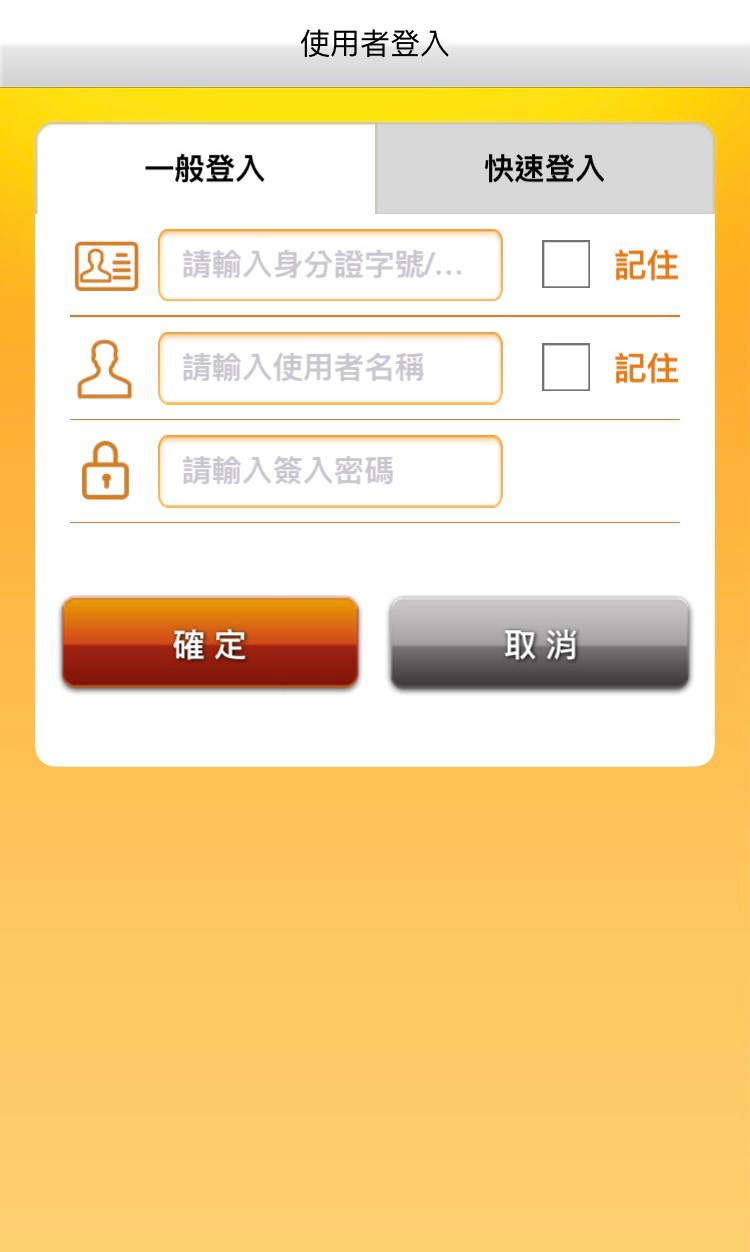 使用者登入
一般登入 快速登入
請輸入身分證字號/... 記住
請輸入使用者名稱 記住
請輸入簽入密碼
確定 取消